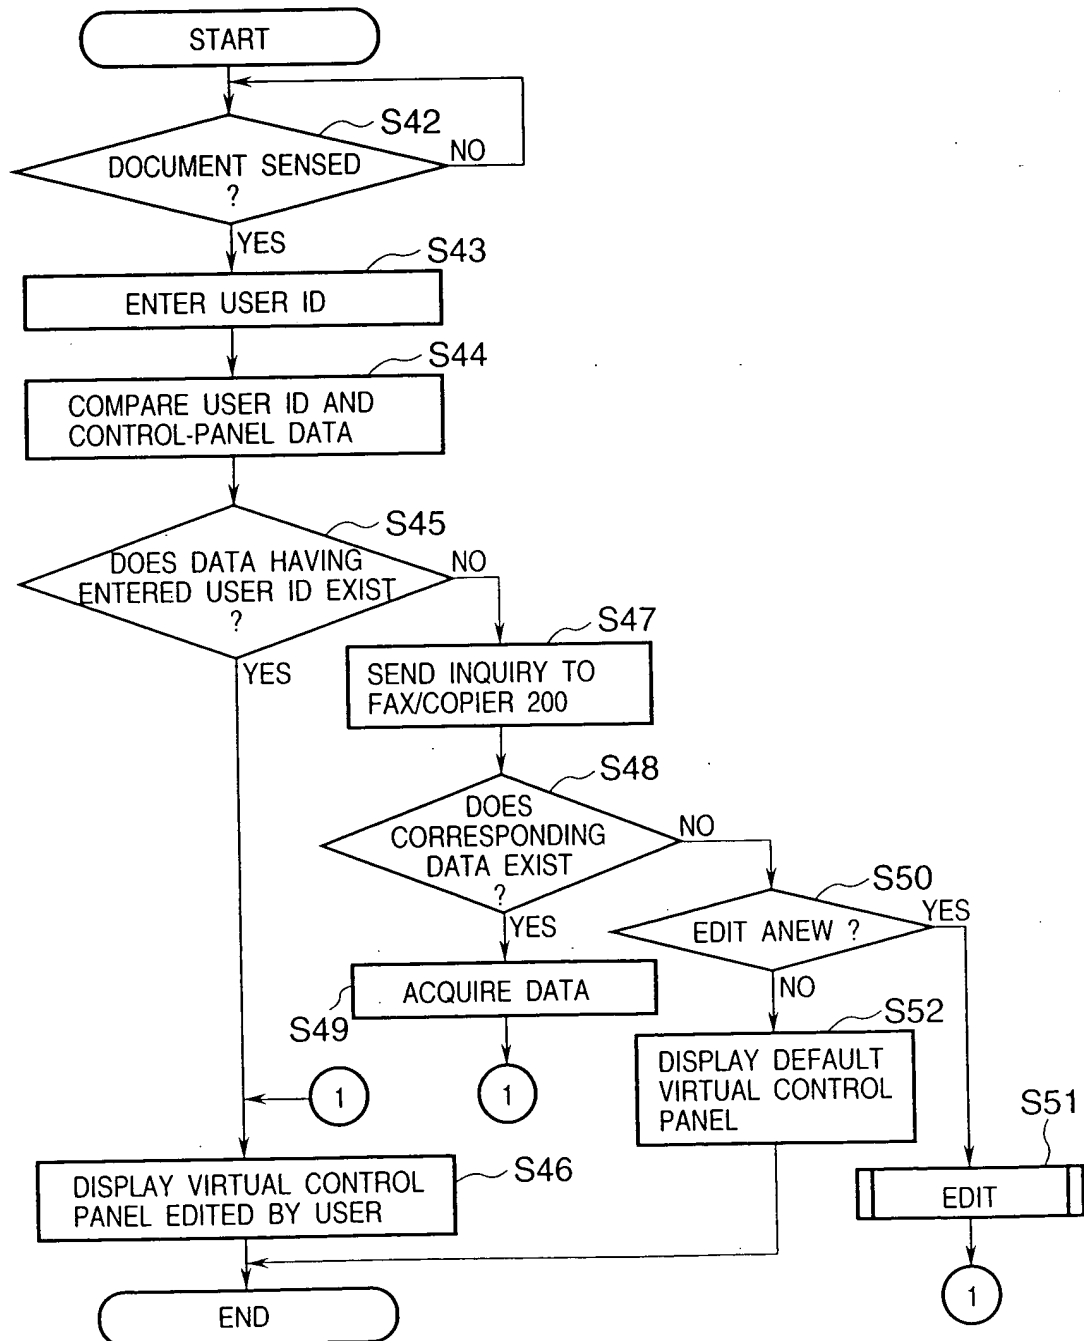 START
S42
DOCUMENT SENSED
?
NO
YES
S43
ENTER USER ID
S44
COMPARE USER ID AND
CONTROL-PANEL DATA
S45
DOES DATA HAVING
ENTERED USER ID EXIST
?
NO
YES
S47
SEND INQUIRY TO
FAX/COPIER 200
S48
DOES
CORRESPONDING
DATA EXIST
?
NO
YES
S50
EDIT ANEW ?
YES
NO
S49
ACQUIRE DATA
1
1
S52
DISPLAY DEFAULT
VIRTUAL CONTROL
PANEL
S51
EDIT
1
S46
DISPLAY VIRTUAL CONTROL
PANEL EDITED BY USER
END